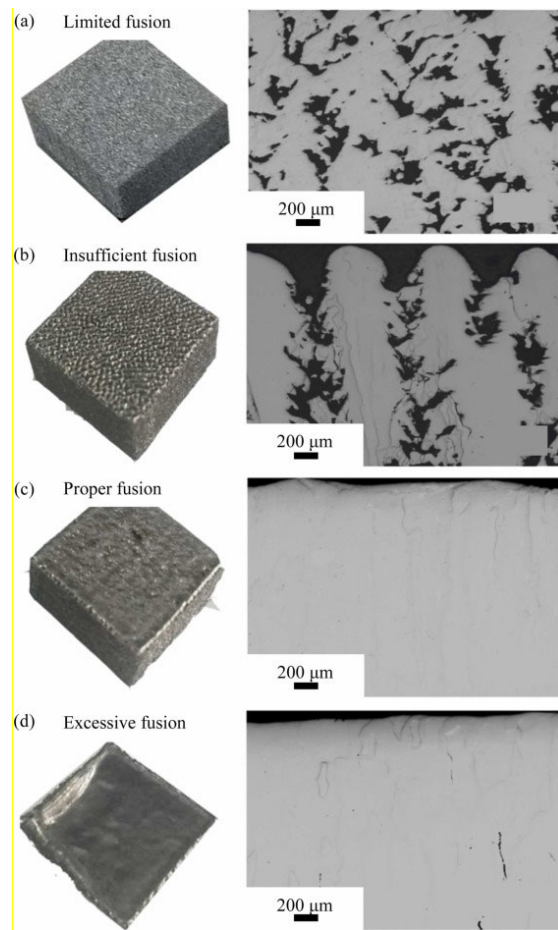 (a) Limited fusion
200 μm
(b) Insufficient fusion
200 μm
(c) Proper fusion
200 μm
(d) Excessive fusion
200 μm